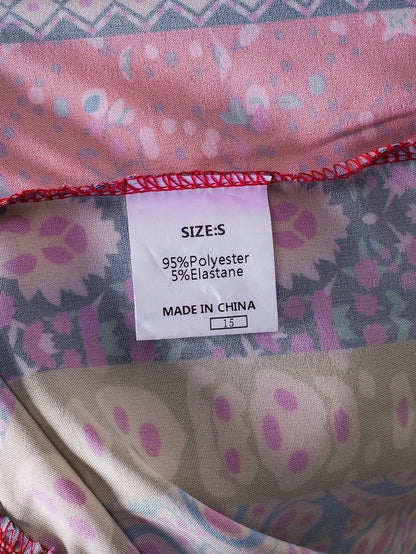 SIZE:S
95%Polyester
5%Elastane
MADE IN CHINA
15